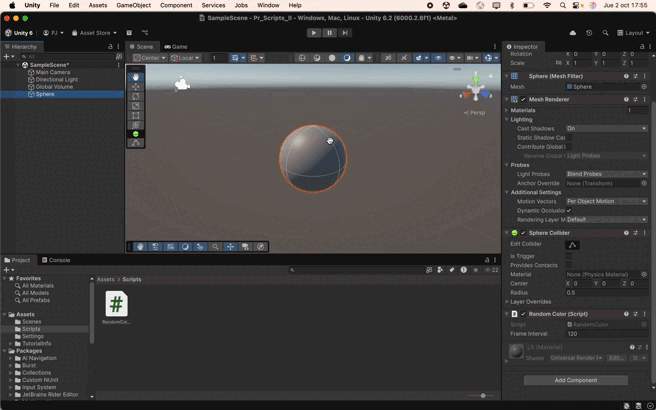 Unity File Edit Assets GameObject Component Services Jobs Window Help Jue 2 oct 17:55
SampleScene - Pr_Scripts_II - Windows, Mac, Linux - Unity 6.2 (6000.2.6f1) <Metal>
Unity 6 PJ Asset Store Layout
Hierarchy Scene Game Inspector
All
Center Local 1
Rotation X 0 Y 0 Z 0
Scale X 1 Y 1 Z 1
SampleScene*
Main Camera
Directional Light
Global Volume
Sphere
Persp
Sphere (Mesh Filter)
Mesh Sphere
Mesh Renderer
Materials 1
Lighting
Cast Shadows On
Static Shadow Cas
Contribute Global I
Receive Global I Light Probes
Probes
Light Probes Blend Probes
Anchor Override None (Transform)
Additional Settings
Motion Vectors Per Object Motion
Dynamic Occlusion
Rendering Layer M Default
Sphere Collider
Edit Collider
Is Trigger
Provides Contacts
Material None (Physics Material)
Center X 0 Y 0 Z 0
Radius 0.5
Layer Overrides
Random Color (Script)
Script RandomColor
Frame Interval 120
Lit (Material)
Shader Universal Render Edit...
Add Component
Project Console
22
Favorites
All Materials
All Models
All Prefabs
Assets
Scenes
Scripts
Settings
TutorialInfo
Packages
AI Navigation
Burst
Collections
Custom NUnit
Input System
JetBrains Rider Editor
Assets > Scripts
#
RandomCol...